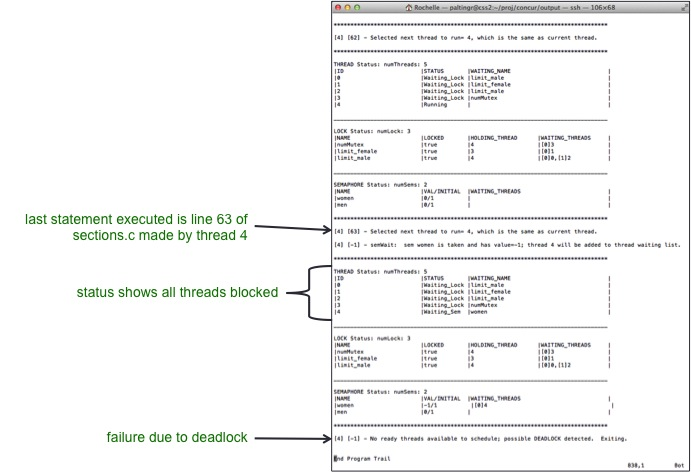 Rochelle — paltingr@css2:~/proj/concur/output — ssh — 106×68
********************************************************************************
[4] [62] - Selected next thread to run= 4, which is the same as current thread.
********************************************************************************
THREAD Status: numThreads: 5
|ID |STATUS |WAITING_NAME |
|0 |Waiting_Lock |limit_male |
|1 |Waiting_Lock |limit_female |
|2 |Waiting_Lock |limit_male |
|3 |Waiting_Lock |numMutex |
|4 |Running | |
________________________________________________________________________________
LOCK Status: numLock: 3
|NAME |LOCKED |HOLDING_THREAD |WAITING_THREADS |
|numMutex |true |4 |[0]3 |
|limit_female |true |3 |[0]1 |
|limit_male |true |4 |[0]0,[1]2 |
________________________________________________________________________________
SEMAPHORE Status: numSems: 2
|NAME |VAL/INITIAL |WAITING_THREADS |
|women |0/1 | |
|men |0/1 | |
********************************************************************************
last statement executed is line 63 of
sections.c made by thread 4
[4] [63] - Selected next thread to run= 4, which is the same as current thread.
[4] [-1] - semWait: sem women is taken and has value=-1; thread 4 will be added to thread waiting list.
********************************************************************************
status shows all threads blocked
THREAD Status: numThreads: 5
|ID |STATUS |WAITING_NAME |
|0 |Waiting_Lock |limit_male |
|1 |Waiting_Lock |limit_female |
|2 |Waiting_Lock |limit_male |
|3 |Waiting_Lock |numMutex |
|4 |Waiting_Sem |women |
________________________________________________________________________________
LOCK Status: numLock: 3
|NAME |LOCKED |HOLDING_THREAD |WAITING_THREADS |
|numMutex |true |4 |[0]3 |
|limit_female |true |3 |[0]1 |
|limit_male |true |4 |[0]0,[1]2 |
________________________________________________________________________________
SEMAPHORE Status: numSems: 2
|NAME |VAL/INITIAL |WAITING_THREADS |
|women |-1/1 |[0]4 |
|men |0/1 | |
********************************************************************************
failure due to deadlock
[4] [-1] - No ready threads available to schedule; possible DEADLOCK detected. Exiting.
End Program Trail
838,1 Bot